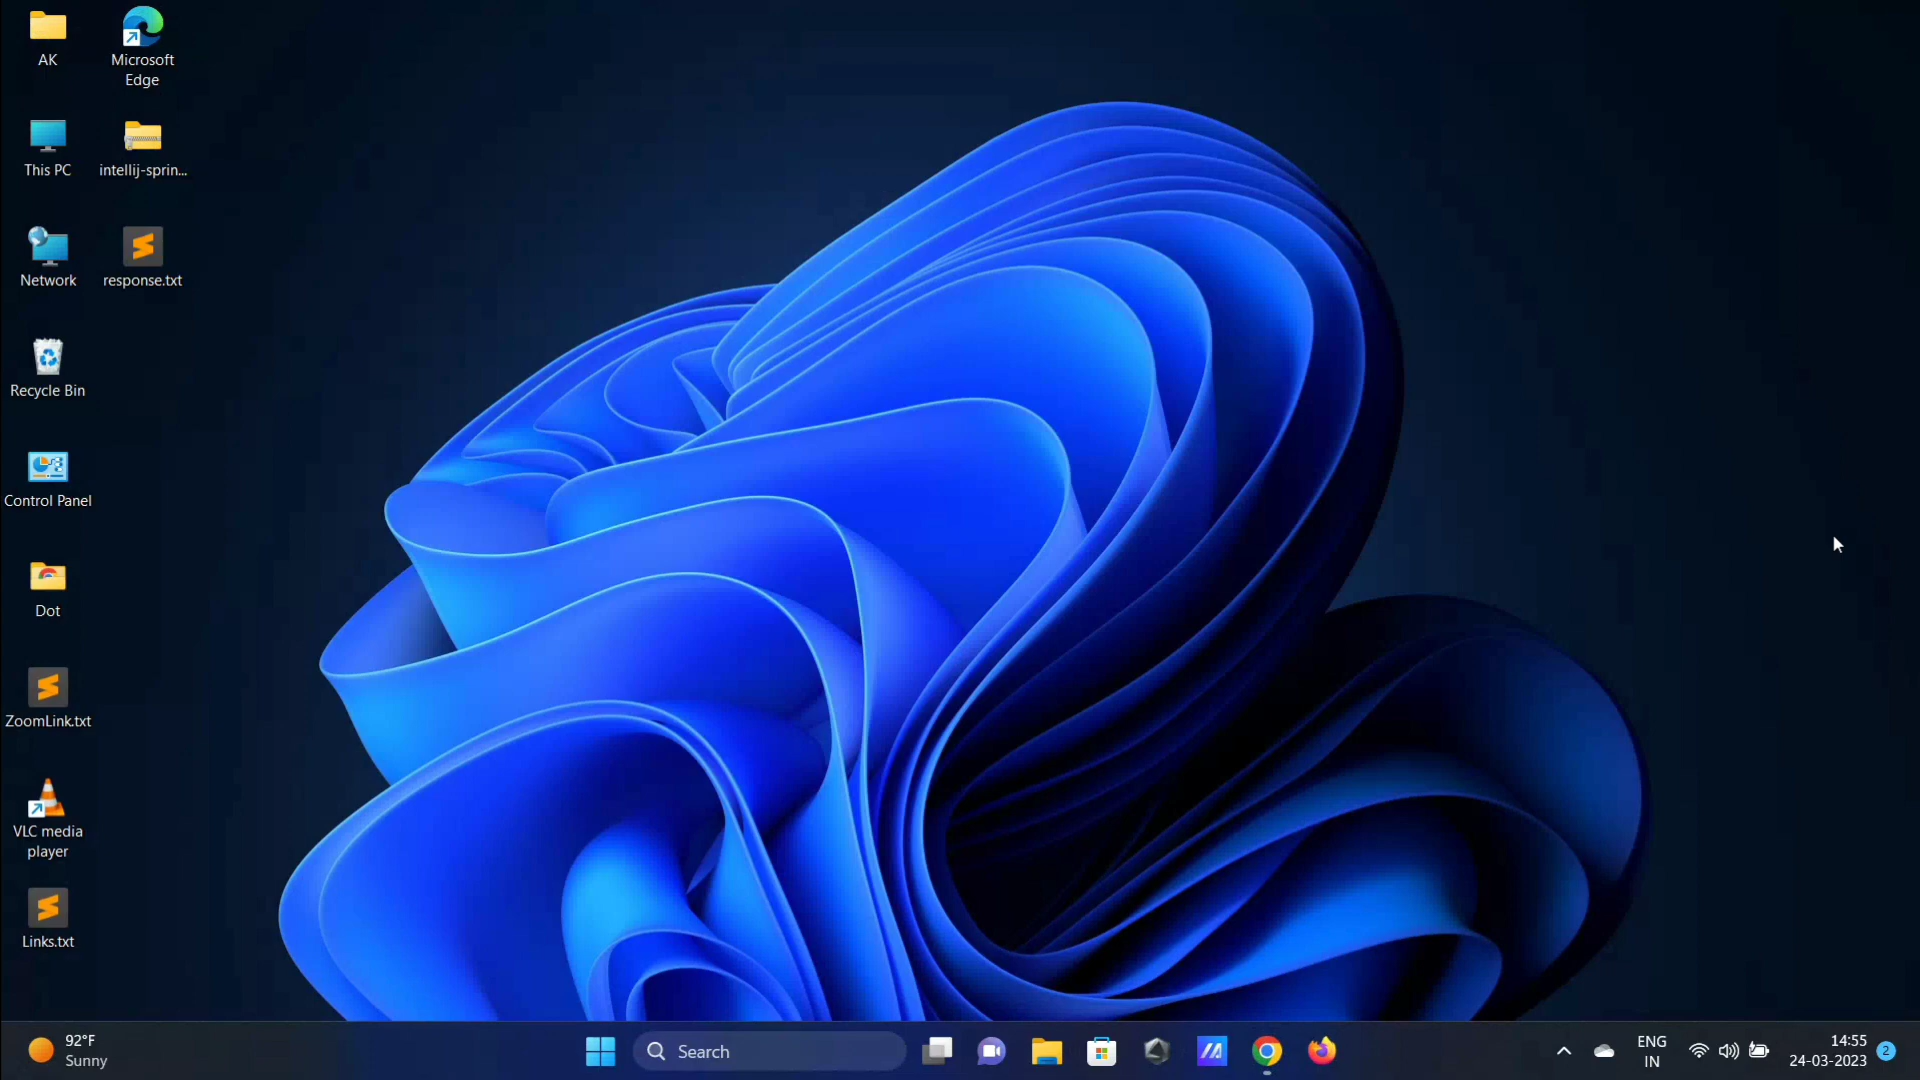 AK
Microsoft
Edge
This PC
intellij-sprin...
Network
response.txt
Recycle Bin
Control Panel
Dot
ZoomLink.txt
VLC media
player
Links.txt
92°F
Sunny
Search
ENG
IN
14:55
24-03-2023
2